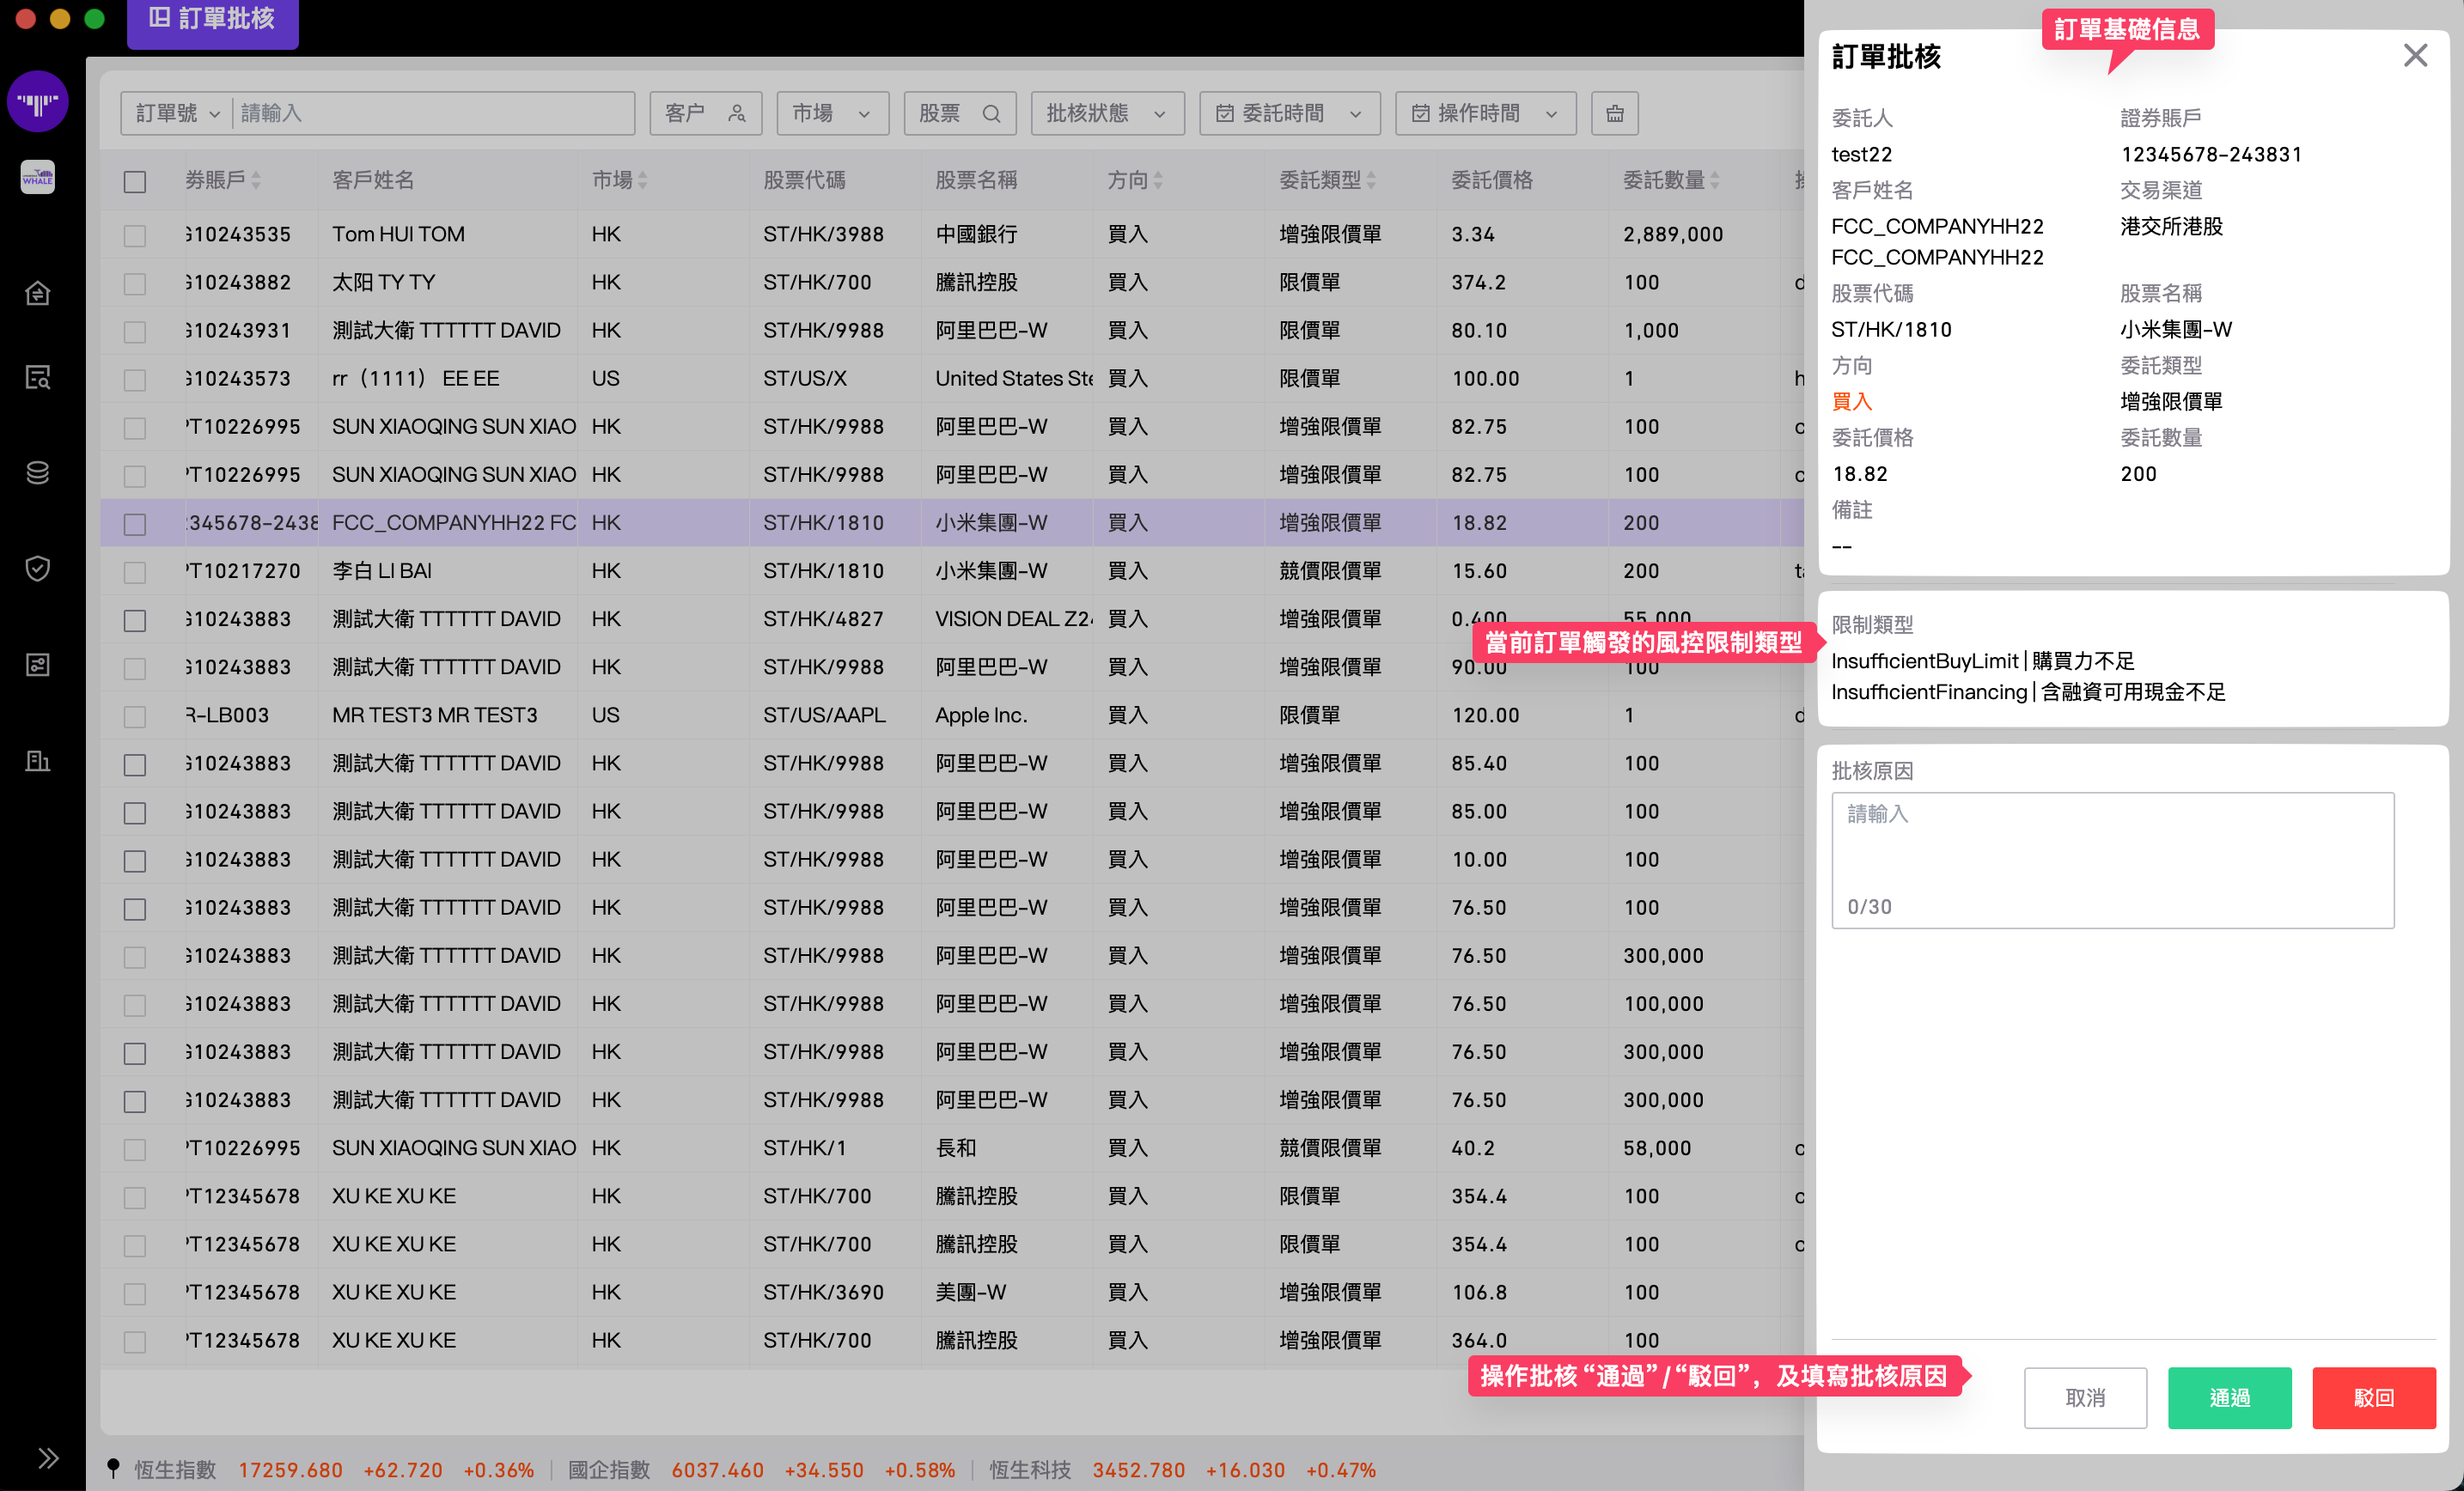 訂單批核
WHALE
訂單號 請輸入 客户 市場 股票 批核狀態 委託時間 操作時間
券賬戶 客戶姓名 市場 股票代碼 股票名稱 方向 委託類型 委託價格 委託數量
G10243535 Tom HUI TOM HK ST/HK/3988 中國銀行 買入 增強限價單 3.34 2,889,000
G10243882 太阳 TY TY HK ST/HK/700 騰訊控股 買入 限價單 374.2 100
G10243931 測試大衛 TTTTTT DAVID HK ST/HK/9988 阿里巴巴-W 買入 限價單 80.10 1,000
G10243573 rr（1111） EE EE US ST/US/X United States Ste 買入 限價單 100.00 1
PT10226995 SUN XIAOQING SUN XIAO HK ST/HK/9988 阿里巴巴-W 買入 增強限價單 82.75 100
PT10226995 SUN XIAOQING SUN XIAO HK ST/HK/9988 阿里巴巴-W 買入 增強限價單 82.75 100
2345678-2438 FCC_COMPANYHH22 FC HK ST/HK/1810 小米集團-W 買入 增強限價單 18.82 200
PT10217270 李白 LI BAI HK ST/HK/1810 小米集團-W 買入 競價限價單 15.60 200
G10243883 測試大衛 TTTTTT DAVID HK ST/HK/4827 VISION DEAL Z24 買入 增強限價單 0.400 55,000
G10243883 測試大衛 TTTTTT DAVID HK ST/HK/9988 阿里巴巴-W 買入 增強限價單 90.00 100
R-LB003 MR TEST3 MR TEST3 US ST/US/AAPL Apple Inc. 買入 限價單 120.00 1
G10243883 測試大衛 TTTTTT DAVID HK ST/HK/9988 阿里巴巴-W 買入 增強限價單 85.40 100
G10243883 測試大衛 TTTTTT DAVID HK ST/HK/9988 阿里巴巴-W 買入 增強限價單 85.00 100
G10243883 測試大衛 TTTTTT DAVID HK ST/HK/9988 阿里巴巴-W 買入 增強限價單 10.00 100
G10243883 測試大衛 TTTTTT DAVID HK ST/HK/9988 阿里巴巴-W 買入 增強限價單 76.50 100
G10243883 測試大衛 TTTTTT DAVID HK ST/HK/9988 阿里巴巴-W 買入 增強限價單 76.50 300,000
G10243883 測試大衛 TTTTTT DAVID HK ST/HK/9988 阿里巴巴-W 買入 增強限價單 76.50 100,000
G10243883 測試大衛 TTTTTT DAVID HK ST/HK/9988 阿里巴巴-W 買入 增強限價單 76.50 300,000
G10243883 測試大衛 TTTTTT DAVID HK ST/HK/9988 阿里巴巴-W 買入 增強限價單 76.50 300,000
PT10226995 SUN XIAOQING SUN XIAO HK ST/HK/1 長和 買入 競價限價單 40.2 58,000
PT12345678 XU KE XU KE HK ST/HK/700 騰訊控股 買入 限價單 354.4 100
PT12345678 XU KE XU KE HK ST/HK/700 騰訊控股 買入 限價單 354.4 100
PT12345678 XU KE XU KE HK ST/HK/3690 美團-W 買入 增強限價單 106.8 100
PT12345678 XU KE XU KE HK ST/HK/700 騰訊控股 買入 增強限價單 364.0 100
恆生指數 17259.680 +62.720 +0.36% 國企指數 6037.460 +34.550 +0.58% 恆生科技 3452.780 +16.030 +0.47%
訂單基礎信息
訂單批核
委託人 證券賬戶
test22 12345678-243831
客戶姓名 交易渠道
FCC_COMPANYHH22 港交所港股
FCC_COMPANYHH22
股票代碼 股票名稱
ST/HK/1810 小米集團-W
方向 委託類型
買入 增強限價單
委託價格 委託數量
18.82 200
備註
--
當前訂單觸發的風控限制類型
限制類型
InsufficientBuyLimit|購買力不足
InsufficientFinancing|含融資可用現金不足
批核原因
請輸入
0/30
操作批核“通過”/“駁回”，及填寫批核原因
取消 通過 駁回